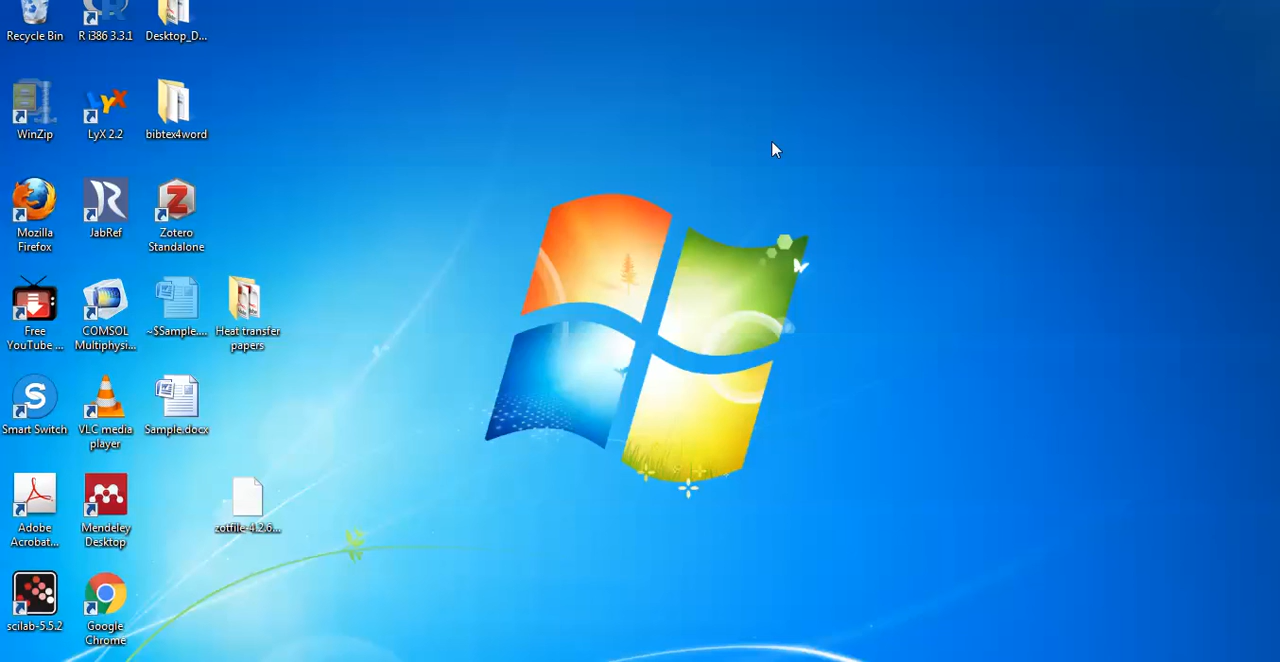 Recycle Bin
R i386 3.3.1
Desktop_D...
WinZip
LyX 2.2
bibtex4word
Mozilla
Firefox
JabRef
Zotero
Standalone
Free
YouTube ...
COMSOL
Multiphysi...
~$Sample....
Heat transfer
papers
Smart Switch
VLC media
player
Sample.docx
Adobe
Acrobat...
Mendeley
Desktop
zotfile-4.2.6...
scilab-5.5.2
Google
Chrome